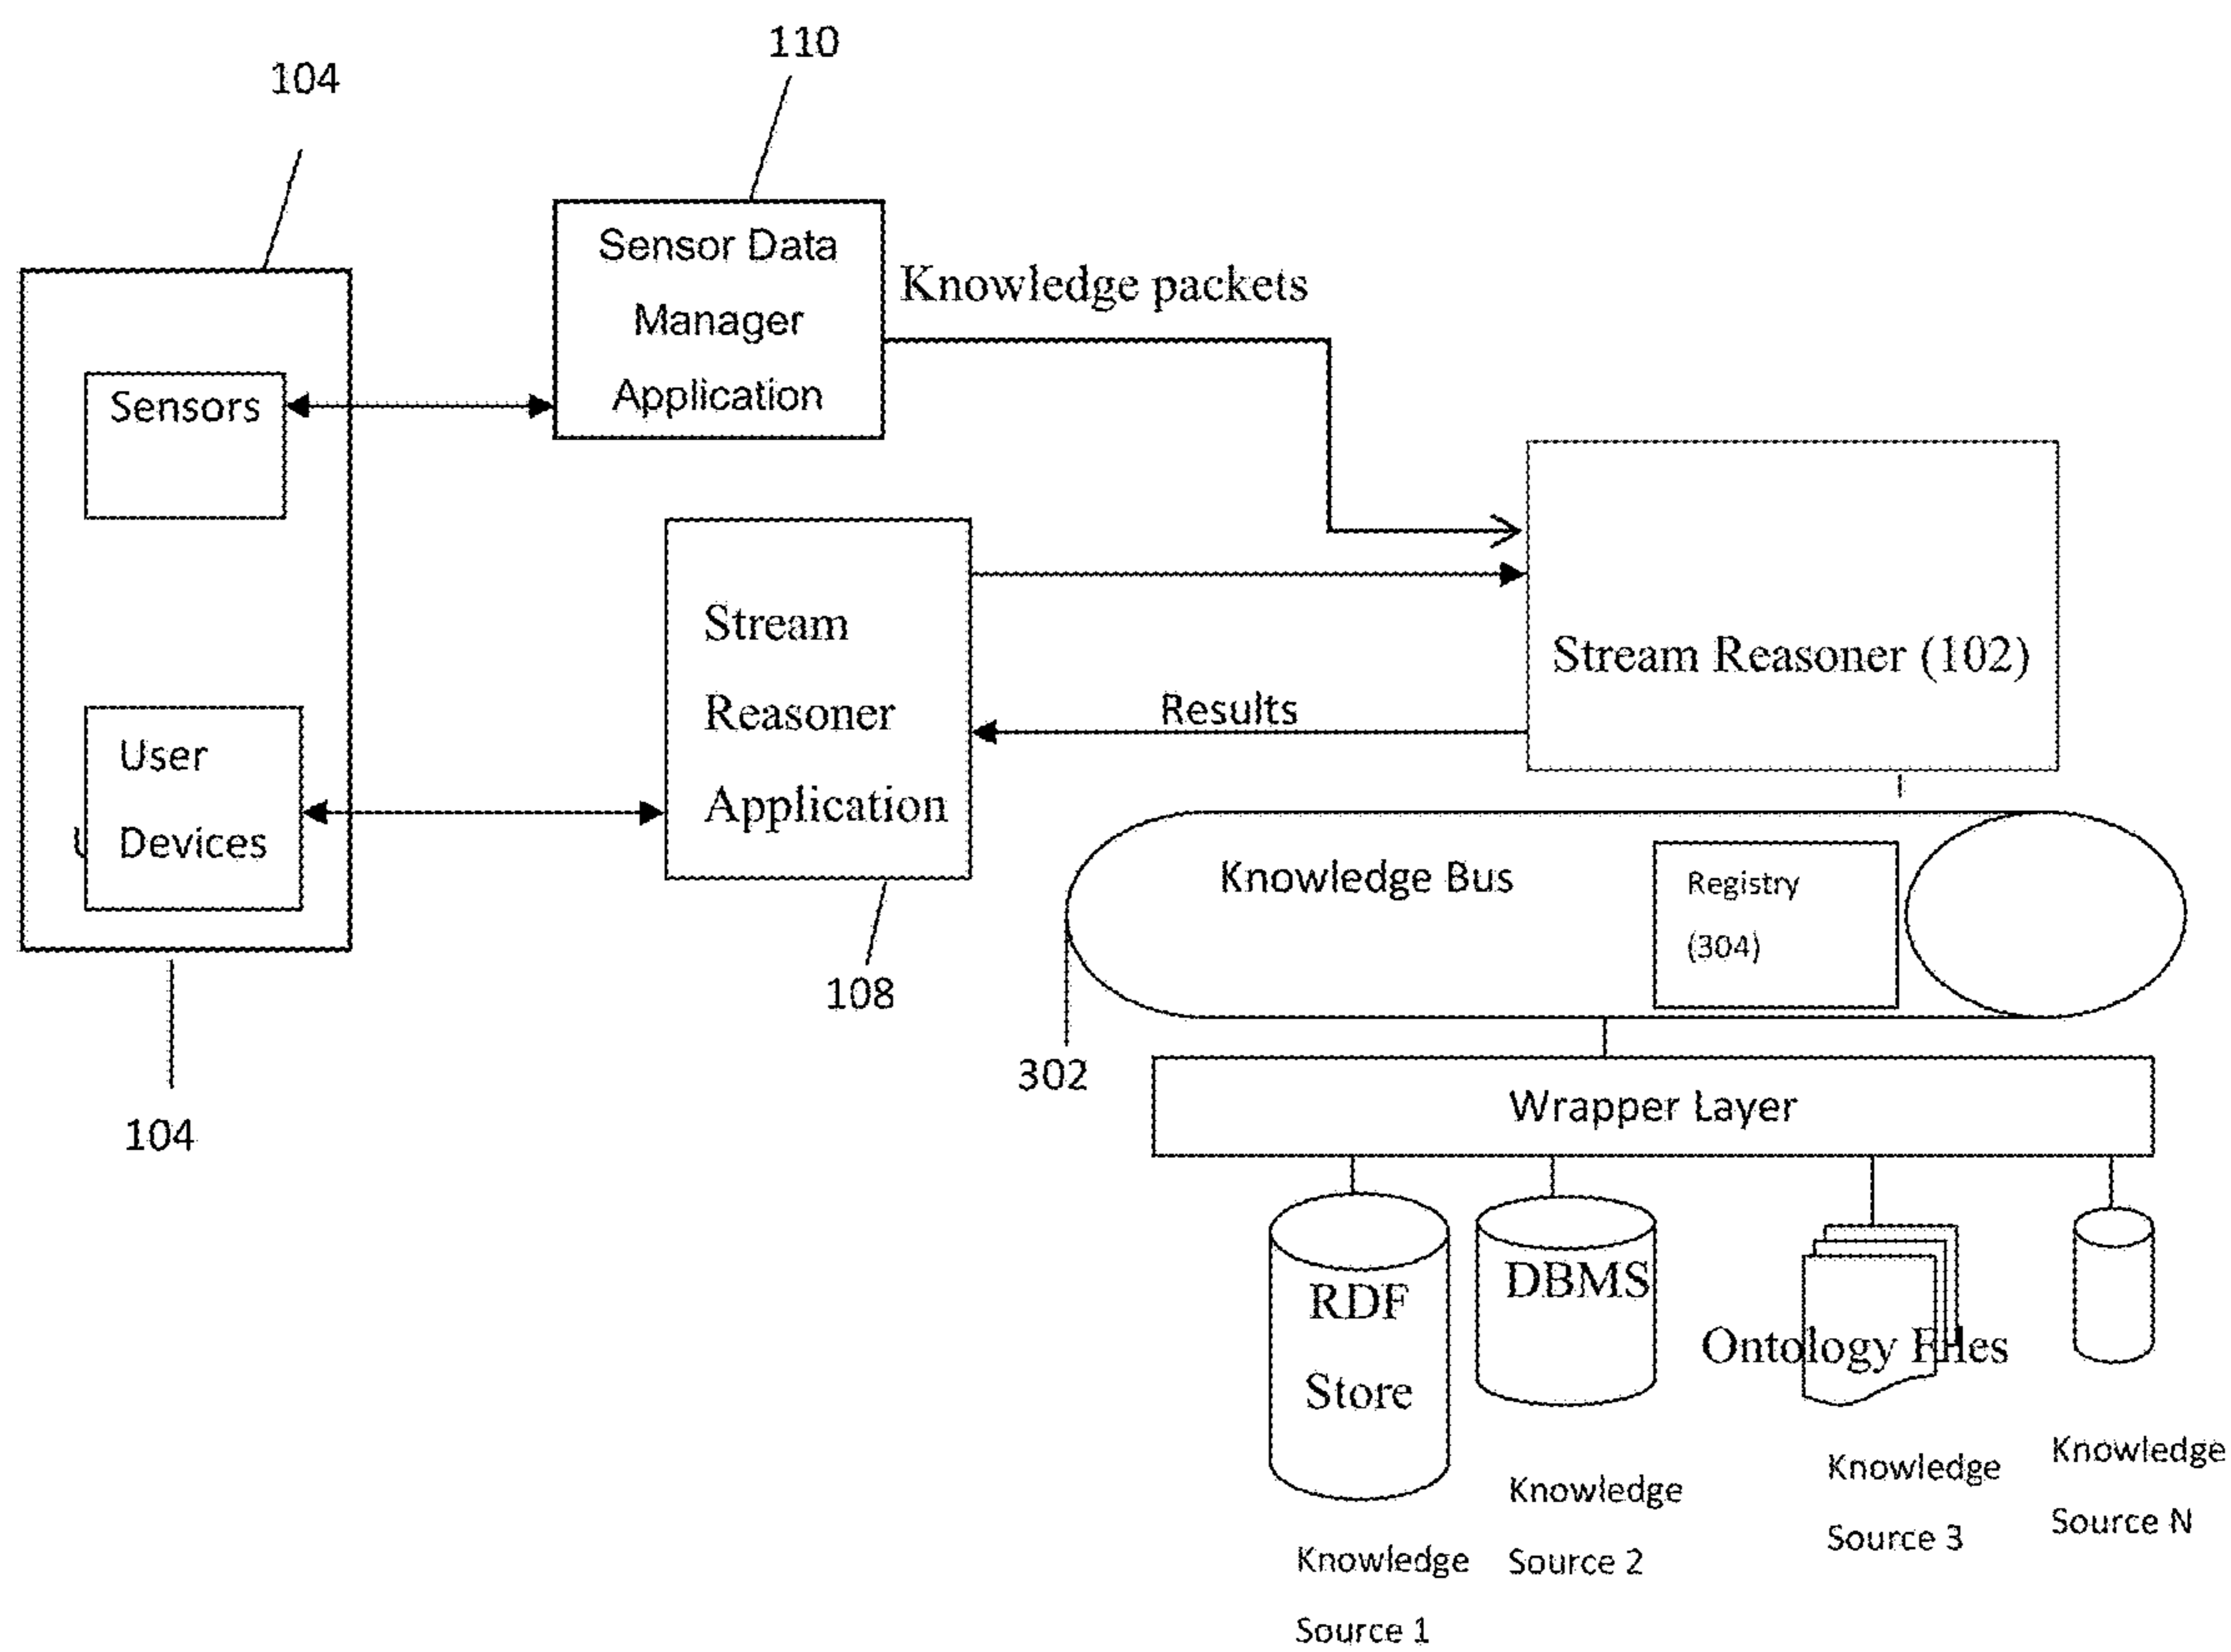 110
104
Sensor Data
Manager
Application
Knowledge packets
Sensors
Stream
Reasoner
Application
Stream Reasoner (102)
Results
User
Devices
Knowledge Bus
Registry
(304)
108
302
104
Wrapper Layer
RDF
Store
DBMS
Ontology Files
Knowledge
Source 1
Knowledge
Source 2
Knowledge
Source 3
Knowledge
Source N